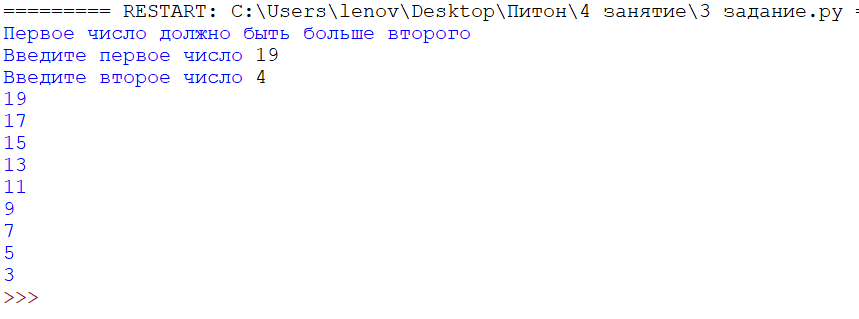 ========= RESTART: C:\Users\lenov\Desktop\Питон\4 занятие\3 задание.py =
Первое число должно быть больше второго
Введите первое число 19
Введите второе число 4
19
17
15
13
11
9
7
5
3
>>>